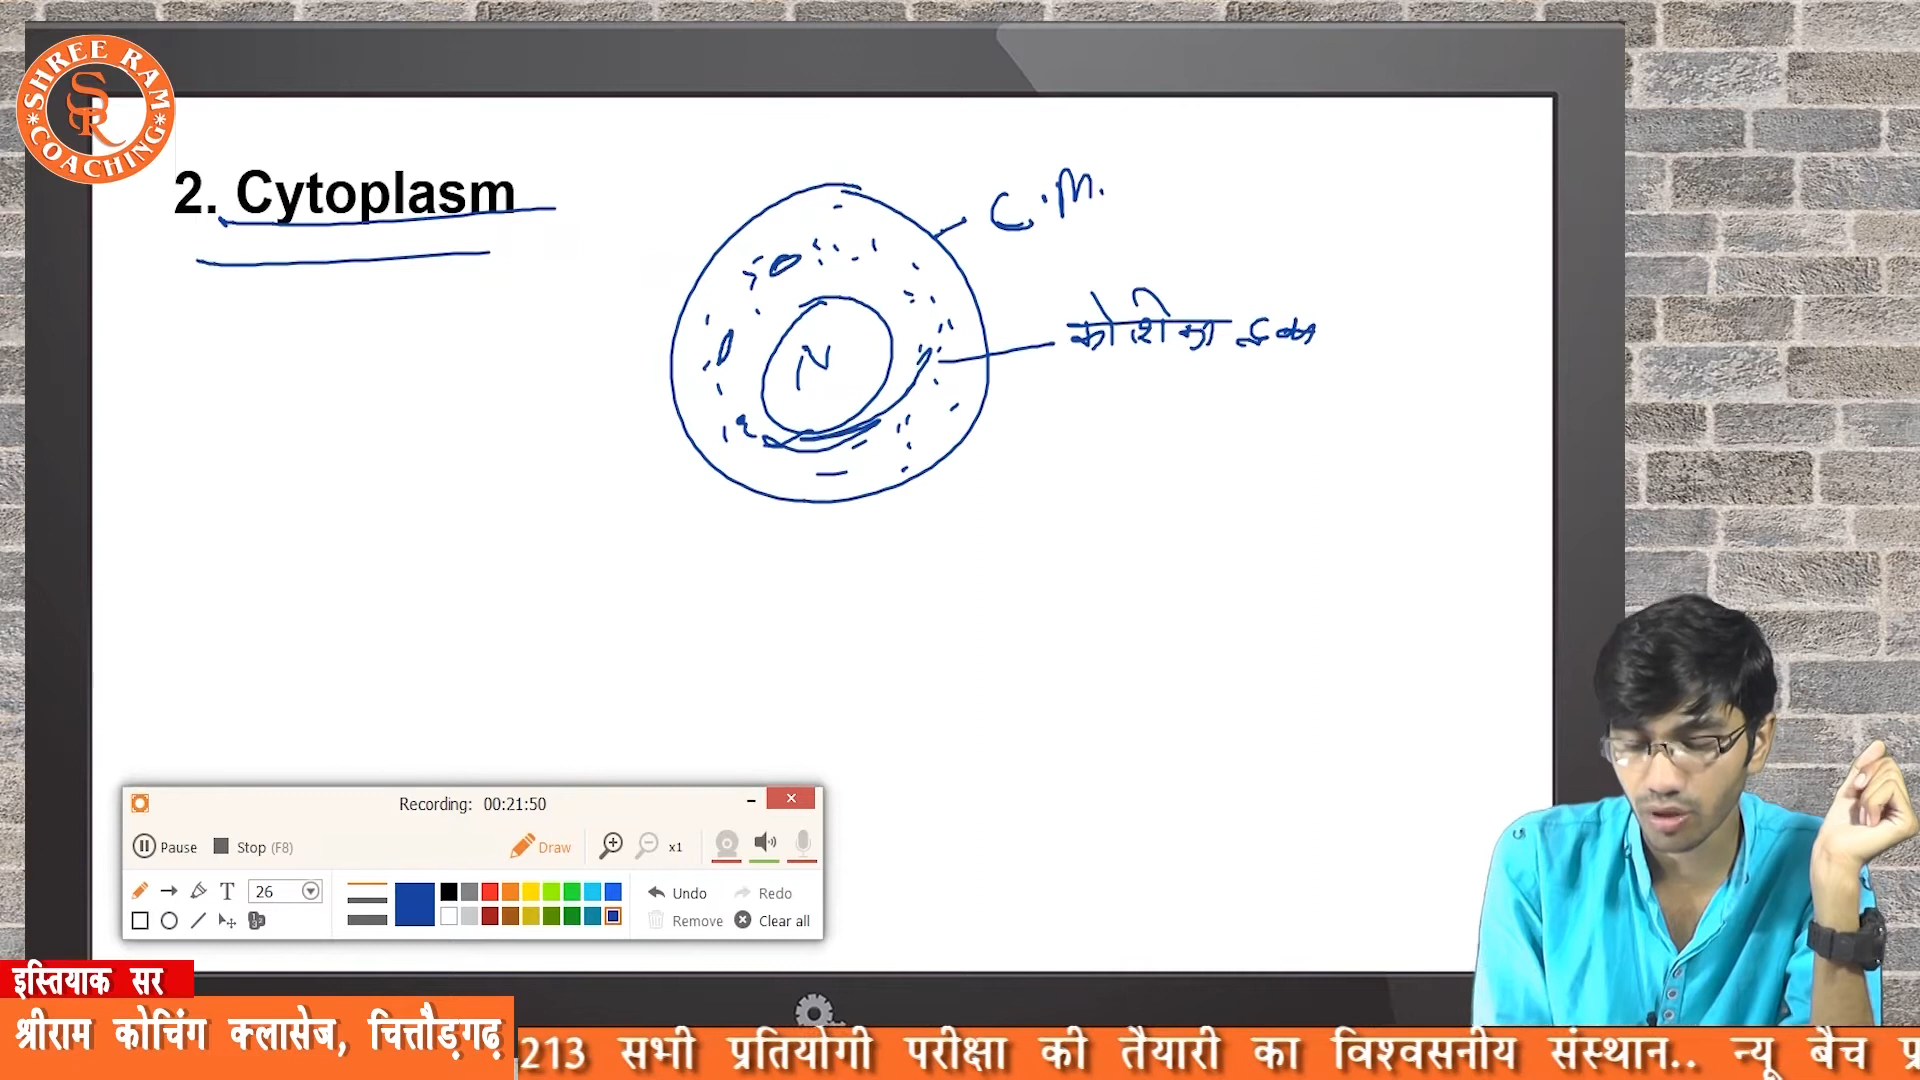 SHREE RAM
SR
COACHING
2. Cytoplasm
C.M.
कोशिका
N
Recording: 00:21:50
Pause
Stop (F8)
Draw
x1
T
26
Undo
Redo
Remove
Clear all
इस्तियाक सर
श्रीराम कोचिंग क्लासेज, चित्तौड़गढ़
213 सभी प्रतियोगी परीक्षा की तैयारी का विश्वसनीय संस्थान.. न्यू बैच प्र